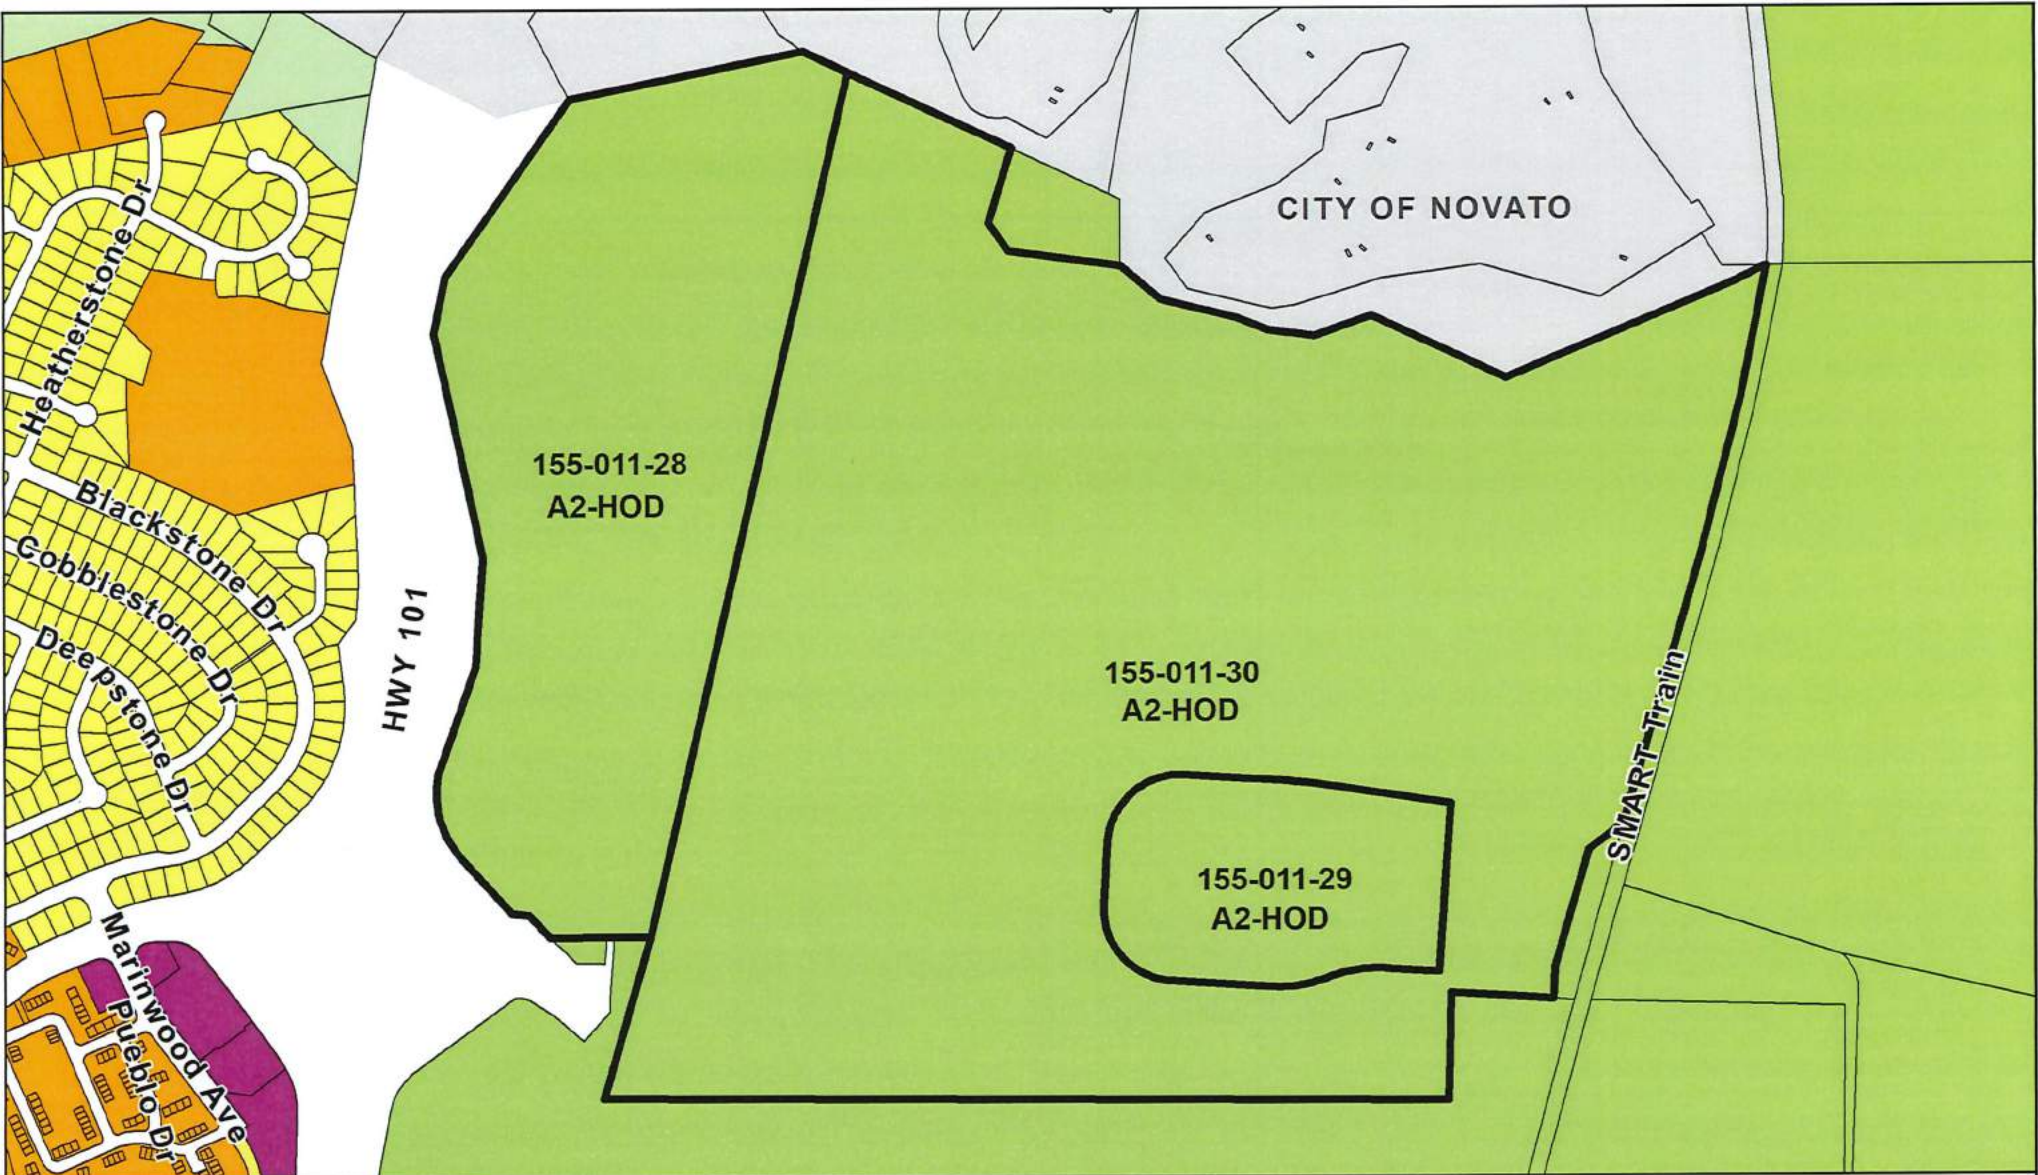 CITY OF NOVATO
Heatherstone Dr
155-011-28
A2-HOD
Blackstone Dr
Cobblestone Dr
Deepstone Dr
HWY 101
155-011-30
A2-HOD
SMART Train
155-011-29
A2-HOD
Marinwood Ave
Pueblo Dr